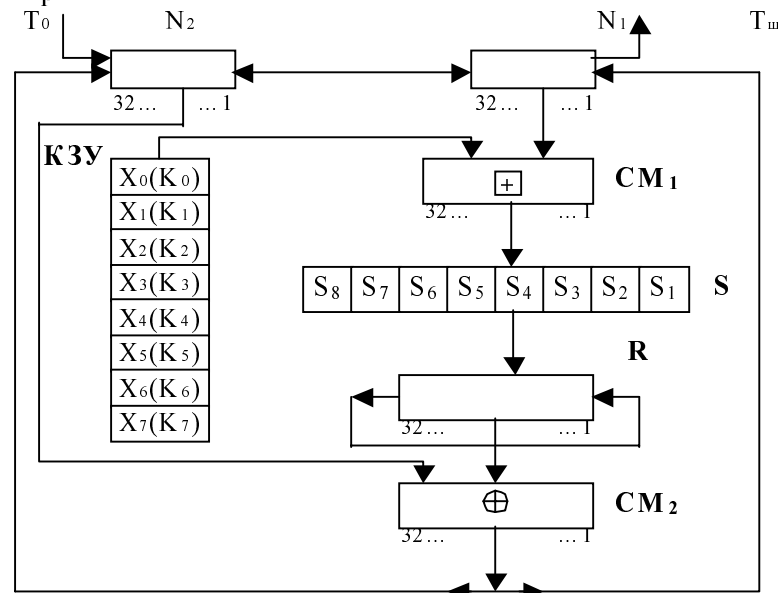 T₀ N₂ N₁ Tш
32... ... 1 32... ... 1
КЗУ
X₀(K₀) СМ₁
+
X₁(K₁) 32... ... 1
X₂(K₂)
X₃(K₃) S₈ S₇ S₆ S₅ S₄ S₃ S₂ S₁ S
X₄(K₄)
X₅(K₅) R
X₆(K₆)
X₇(K₇) 32... ... 1
СМ₂
32... ... 1